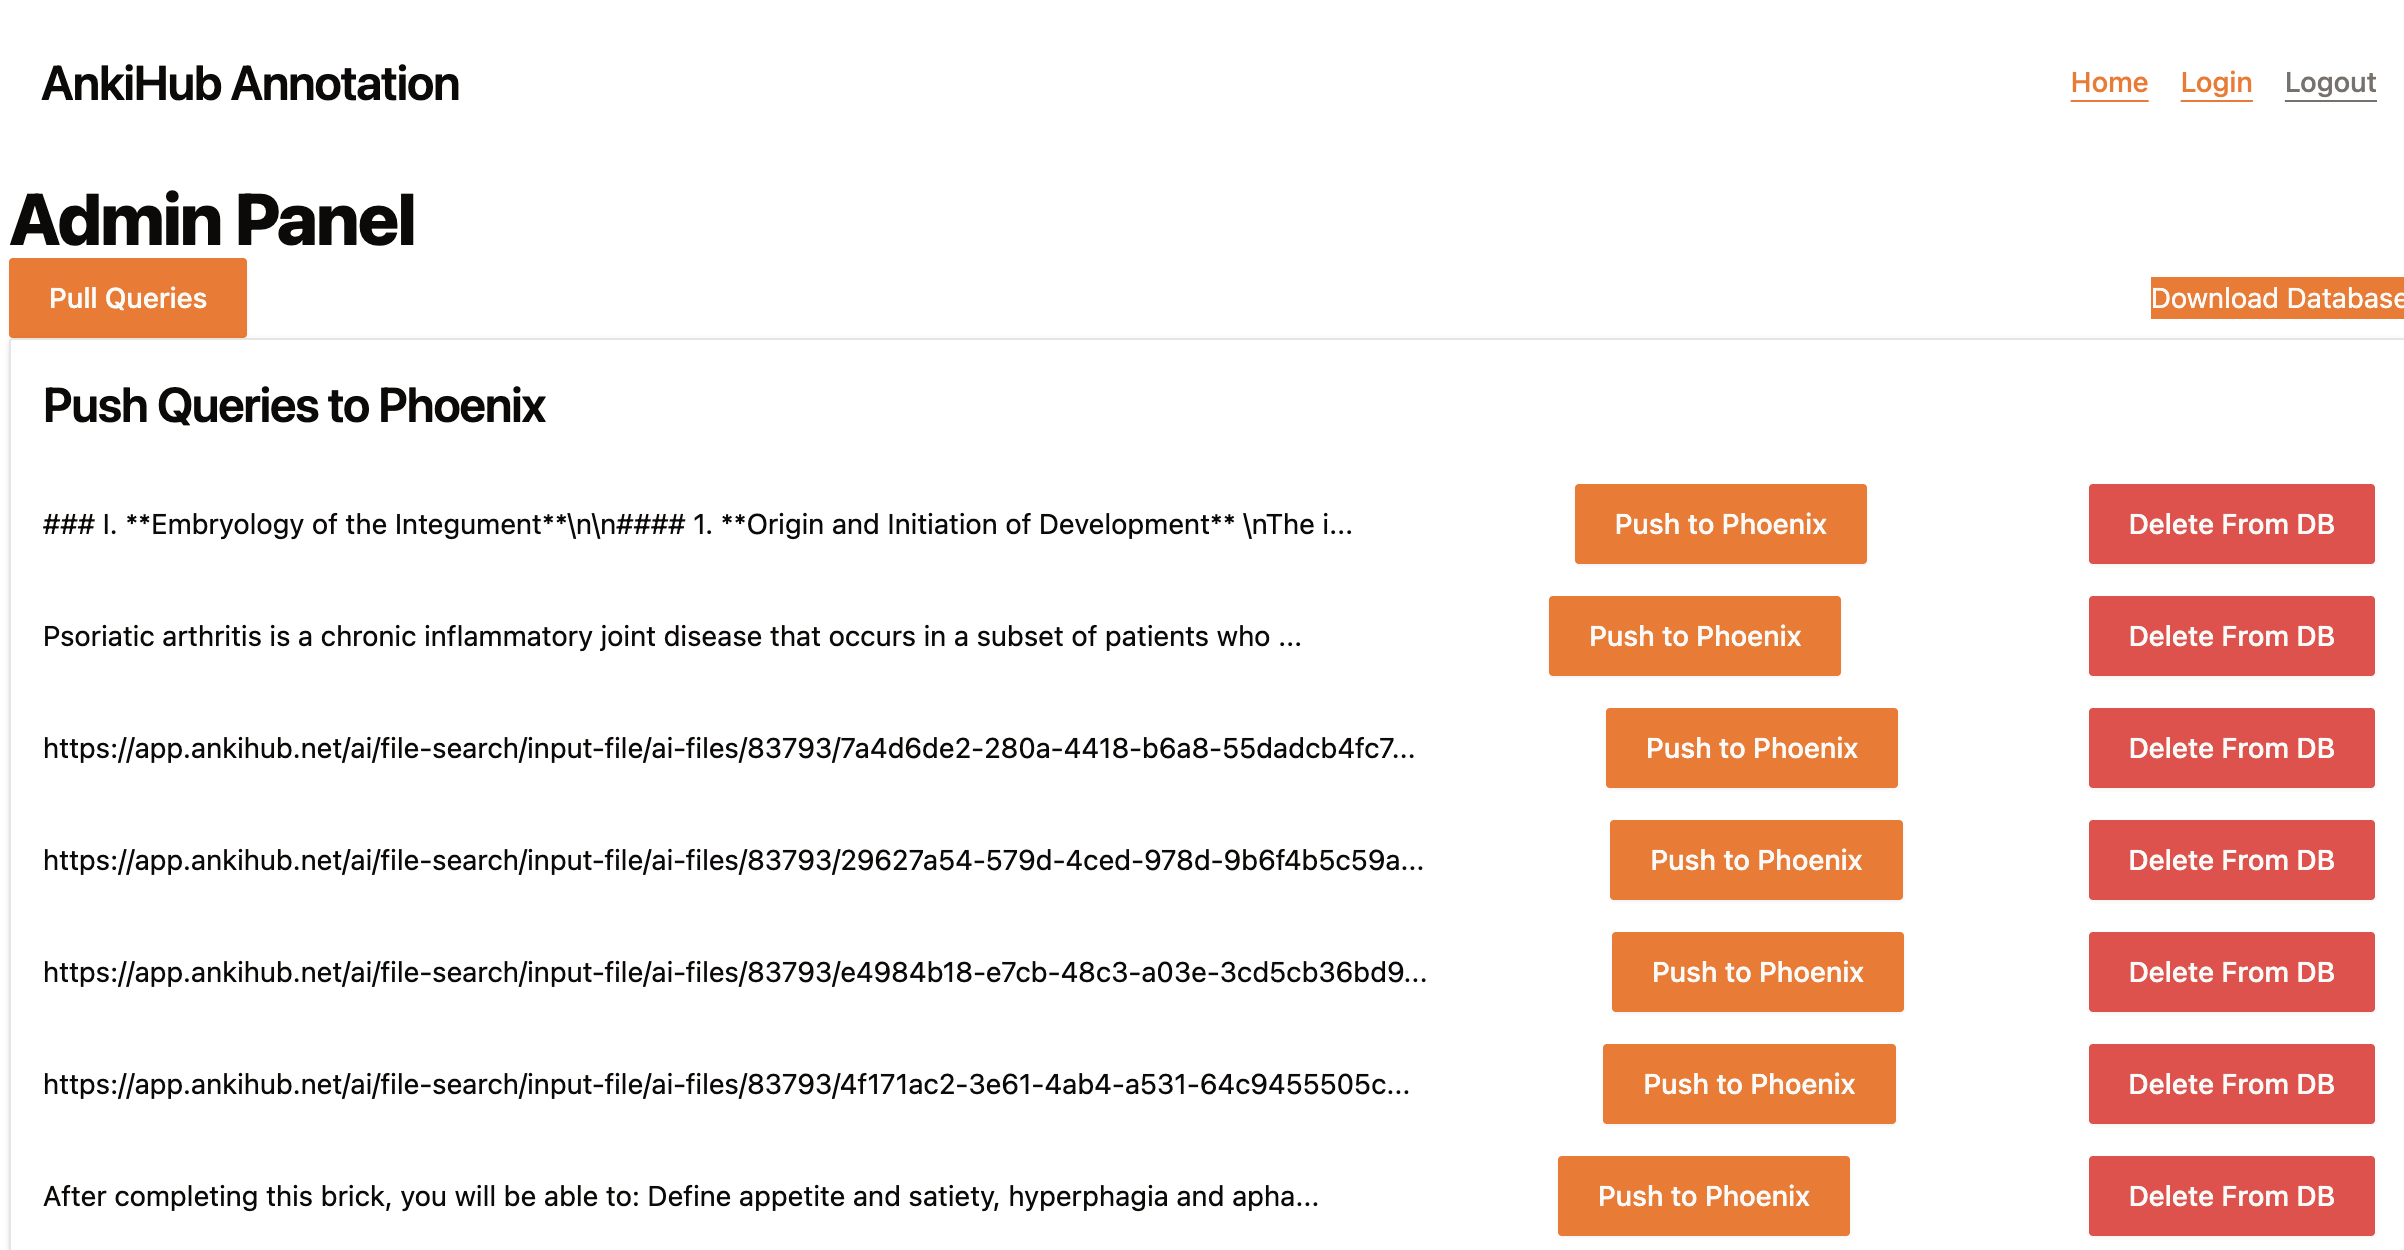 AnkiHub Annotation
Home Login Logout
Admin Panel
Pull Queries
Download Database
Push Queries to Phoenix
### I. **Embryology of the Integument**\n\n#### 1. **Origin and Initiation of Development** \nThe i... Push to Phoenix Delete From DB
Psoriatic arthritis is a chronic inflammatory joint disease that occurs in a subset of patients who ... Push to Phoenix Delete From DB
https://app.ankihub.net/ai/file-search/input-file/ai-files/83793/7a4d6de2-280a-4418-b6a8-55dadcb4fc7... Push to Phoenix Delete From DB
https://app.ankihub.net/ai/file-search/input-file/ai-files/83793/29627a54-579d-4ced-978d-9b6f4b5c59a... Push to Phoenix Delete From DB
https://app.ankihub.net/ai/file-search/input-file/ai-files/83793/e4984b18-e7cb-48c3-a03e-3cd5cb36bd9... Push to Phoenix Delete From DB
https://app.ankihub.net/ai/file-search/input-file/ai-files/83793/4f171ac2-3e61-4ab4-a531-64c9455505c... Push to Phoenix Delete From DB
After completing this brick, you will be able to: Define appetite and satiety, hyperphagia and apha... Push to Phoenix Delete From DB